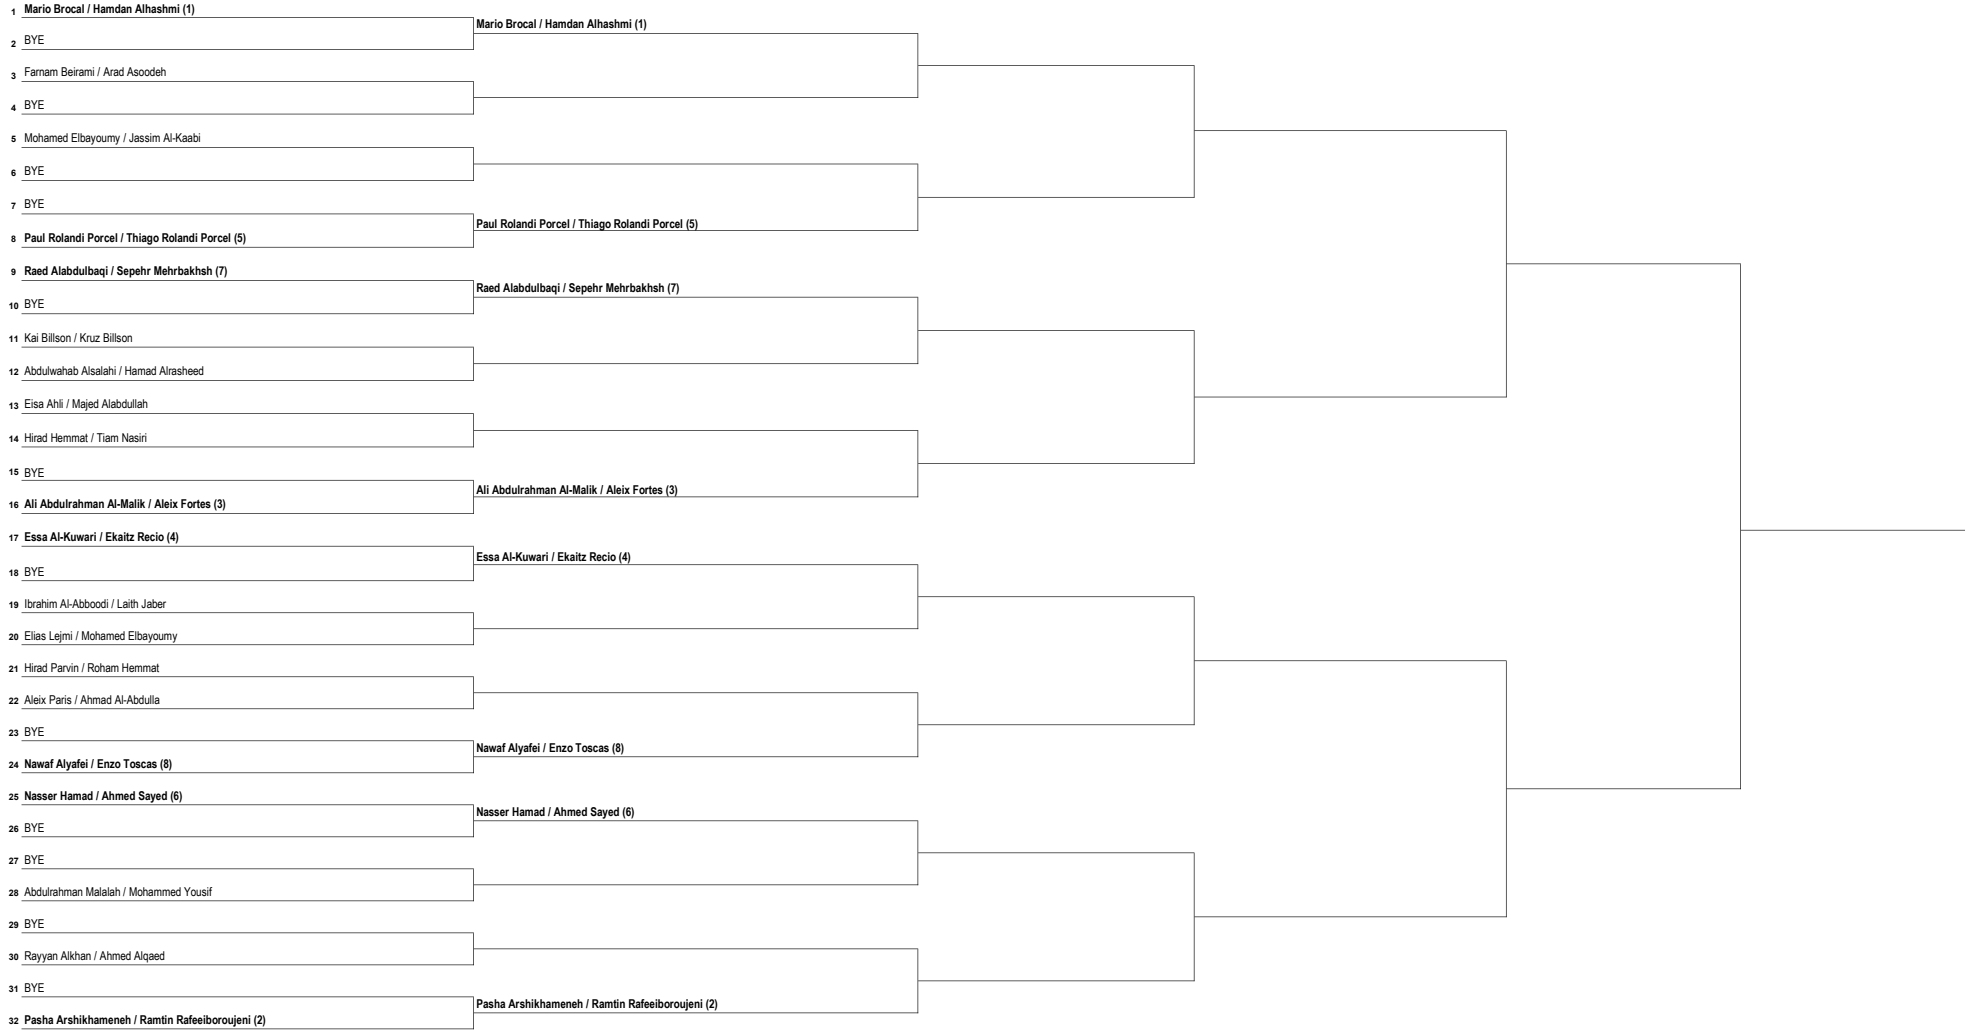 1 Mario Brocal / Hamdan Alhashmi (1)
Mario Brocal / Hamdan Alhashmi (1)
2 BYE
3 Farnam Beirami / Arad Asoodeh
4 BYE
5 Mohamed Elbayoumy / Jassim Al-Kaabi
6 BYE
7 BYE
Paul Rolandi Porcel / Thiago Rolandi Porcel (5)
8 Paul Rolandi Porcel / Thiago Rolandi Porcel (5)
9 Raed Alabdulbaqi / Sepehr Mehrbakhsh (7)
Raed Alabdulbaqi / Sepehr Mehrbakhsh (7)
10 BYE
11 Kai Billson / Kruz Billson
12 Abdulwahab Alsalahi / Hamad Alrasheed
13 Eisa Ahli / Majed Alabdullah
14 Hirad Hemmat / Tiam Nasiri
15 BYE
Ali Abdulrahman Al-Malik / Aleix Fortes (3)
16 Ali Abdulrahman Al-Malik / Aleix Fortes (3)
17 Essa Al-Kuwari / Ekaitz Recio (4)
Essa Al-Kuwari / Ekaitz Recio (4)
18 BYE
19 Ibrahim Al-Abboodi / Laith Jaber
20 Elias Lejmi / Mohamed Elbayoumy
21 Hirad Parvin / Roham Hemmat
22 Aleix Paris / Ahmad Al-Abdulla
23 BYE
Nawaf Alyafei / Enzo Toscas (8)
24 Nawaf Alyafei / Enzo Toscas (8)
25 Nasser Hamad / Ahmed Sayed (6)
Nasser Hamad / Ahmed Sayed (6)
26 BYE
27 BYE
28 Abdulrahman Malalah / Mohammed Yousif
29 BYE
30 Rayyan Alkhan / Ahmed Alqaed
31 BYE
Pasha Arshikhameneh / Ramtin Rafeeiboroujeni (2)
32 Pasha Arshikhameneh / Ramtin Rafeeiboroujeni (2)